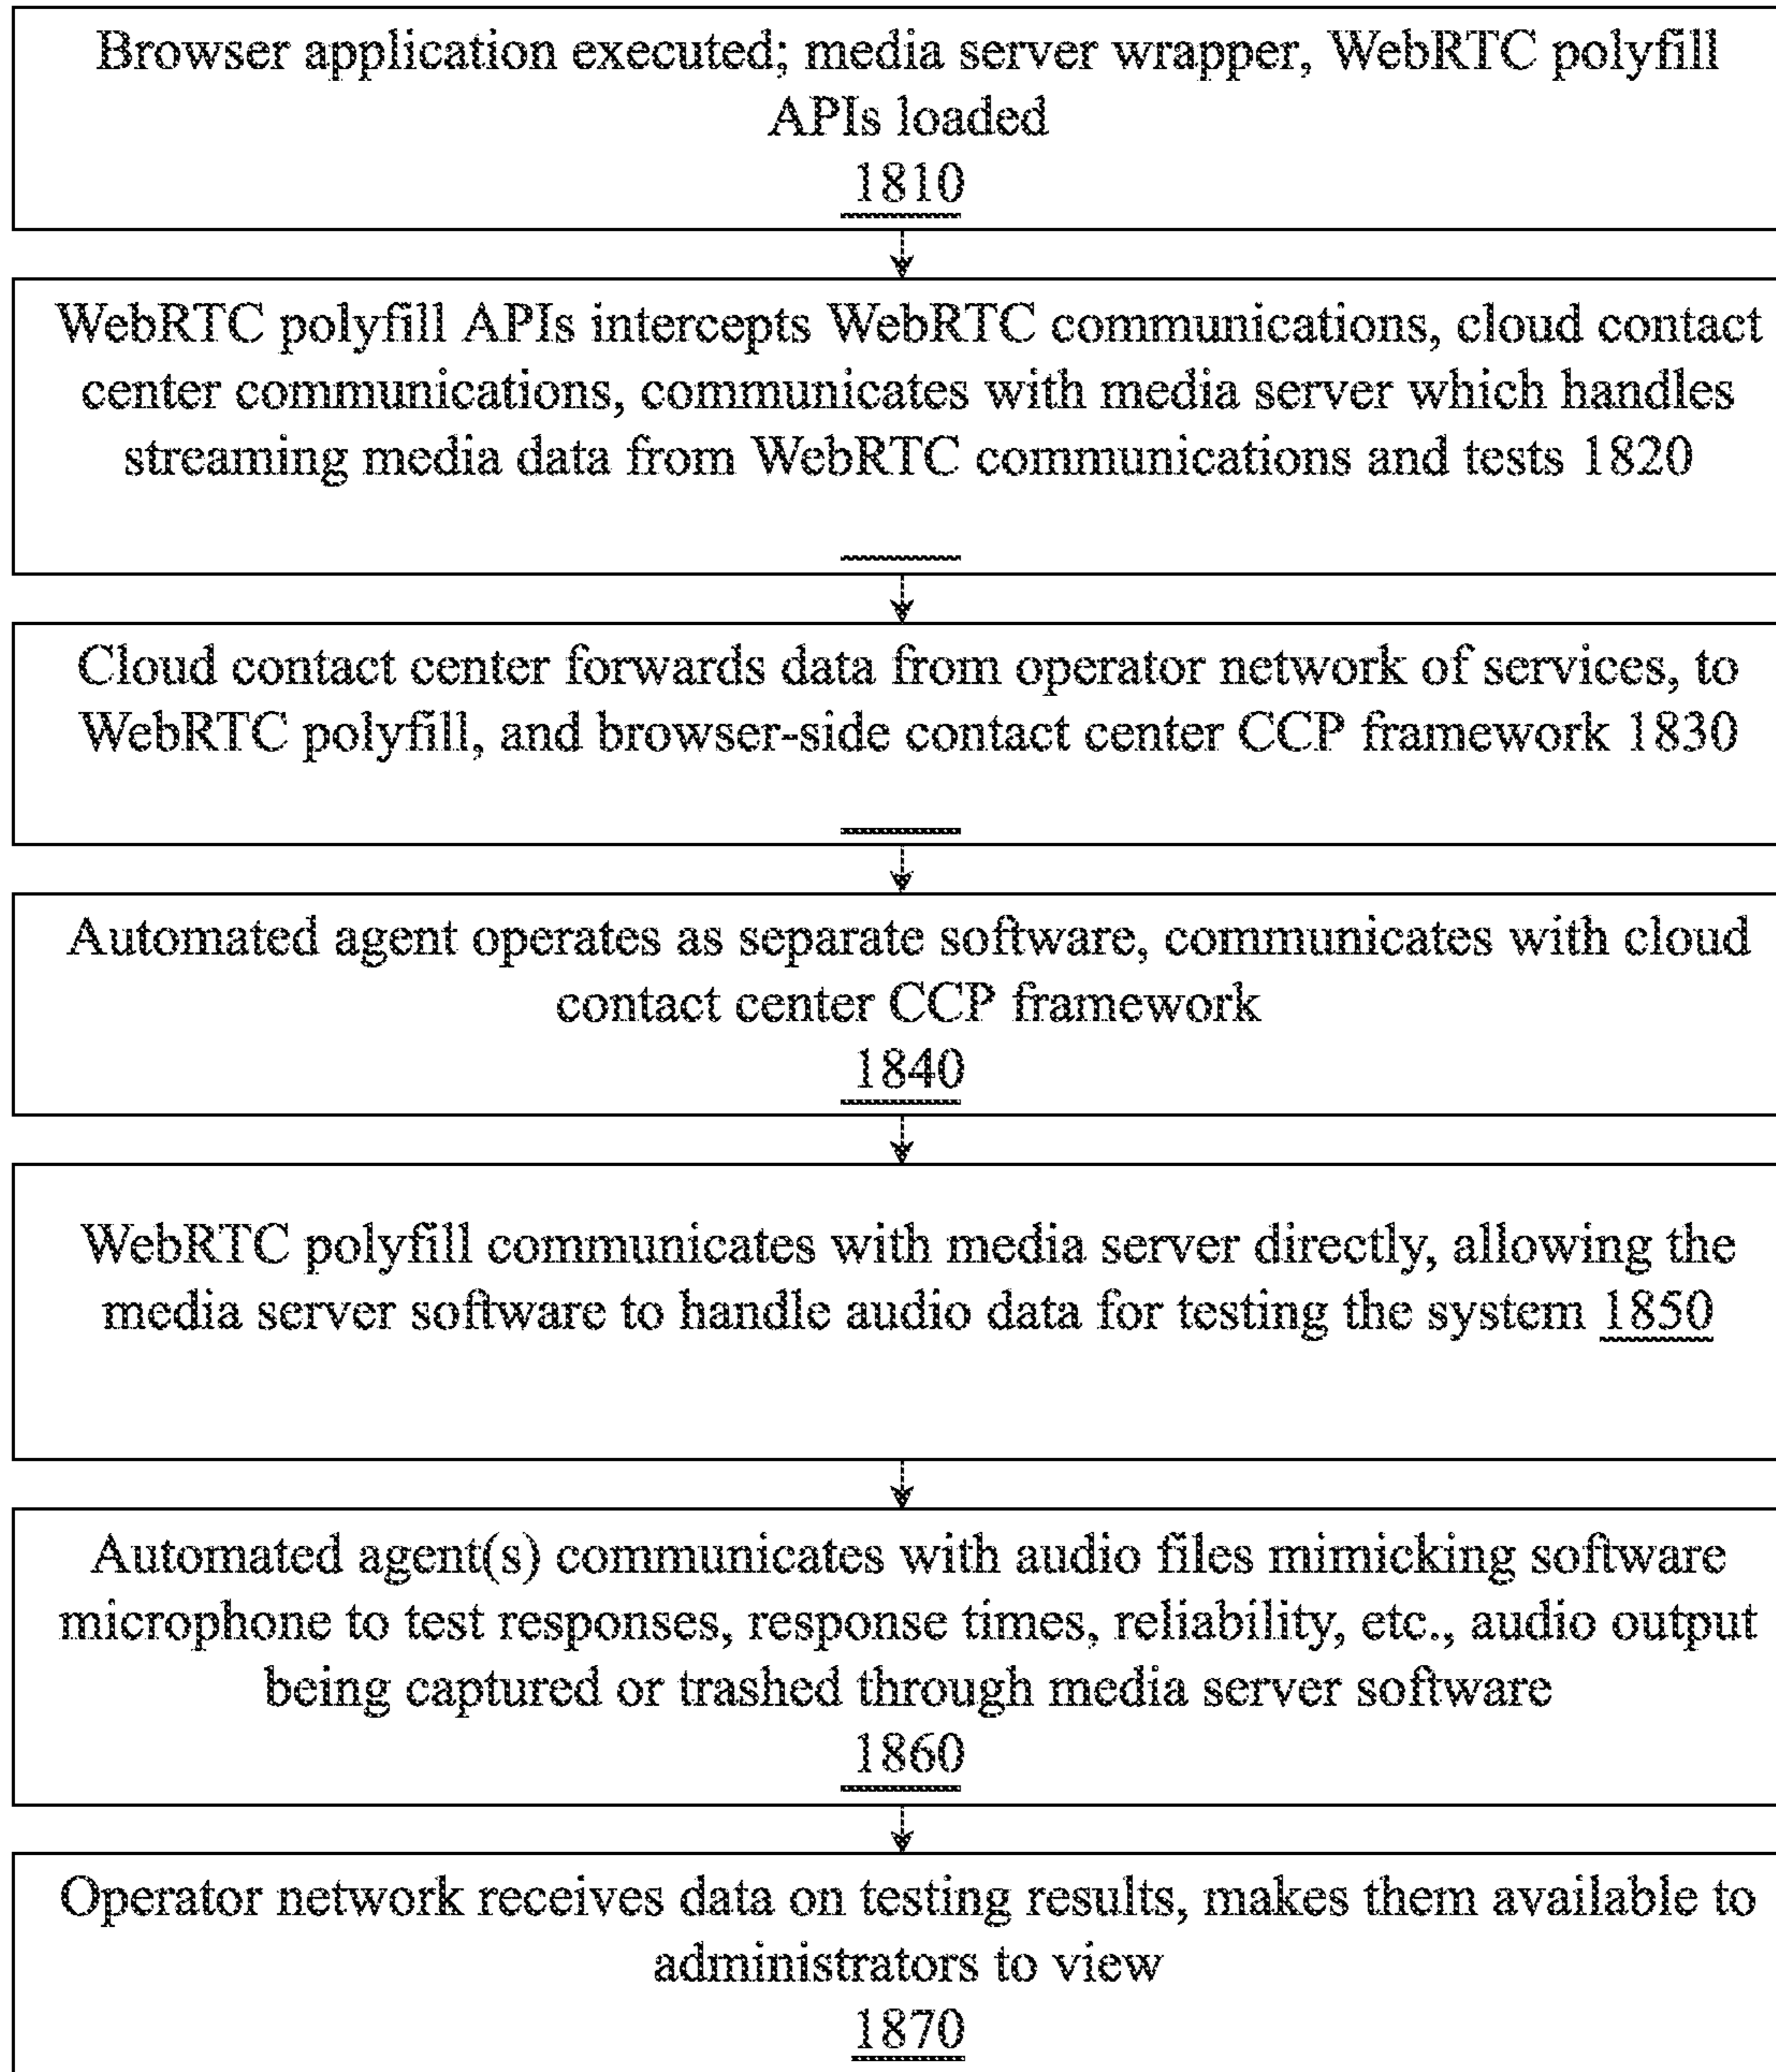 Browser application executed; media server wrapper, WebRTC polyfill
APIs loaded
1810
WebRTC polyfill APIs intercepts WebRTC communications, cloud contact
center communications, communicates with media server which handles
streaming media data from WebRTC communications and tests 1820
Cloud contact center forwards data from operator network of services, to
WebRTC polyfill, and browser-side contact center CCP framework 1830
Automated agent operates as separate software, communicates with cloud
contact center CCP framework
1840
WebRTC polyfill communicates with media server directly, allowing the
media server software to handle audio data for testing the system 1850
Automated agent(s) communicates with audio files mimicking software
microphone to test responses, response times, reliability, etc., audio output
being captured or trashed through media server software
1860
Operator network receives data on testing results, makes them available to
administrators to view
1870